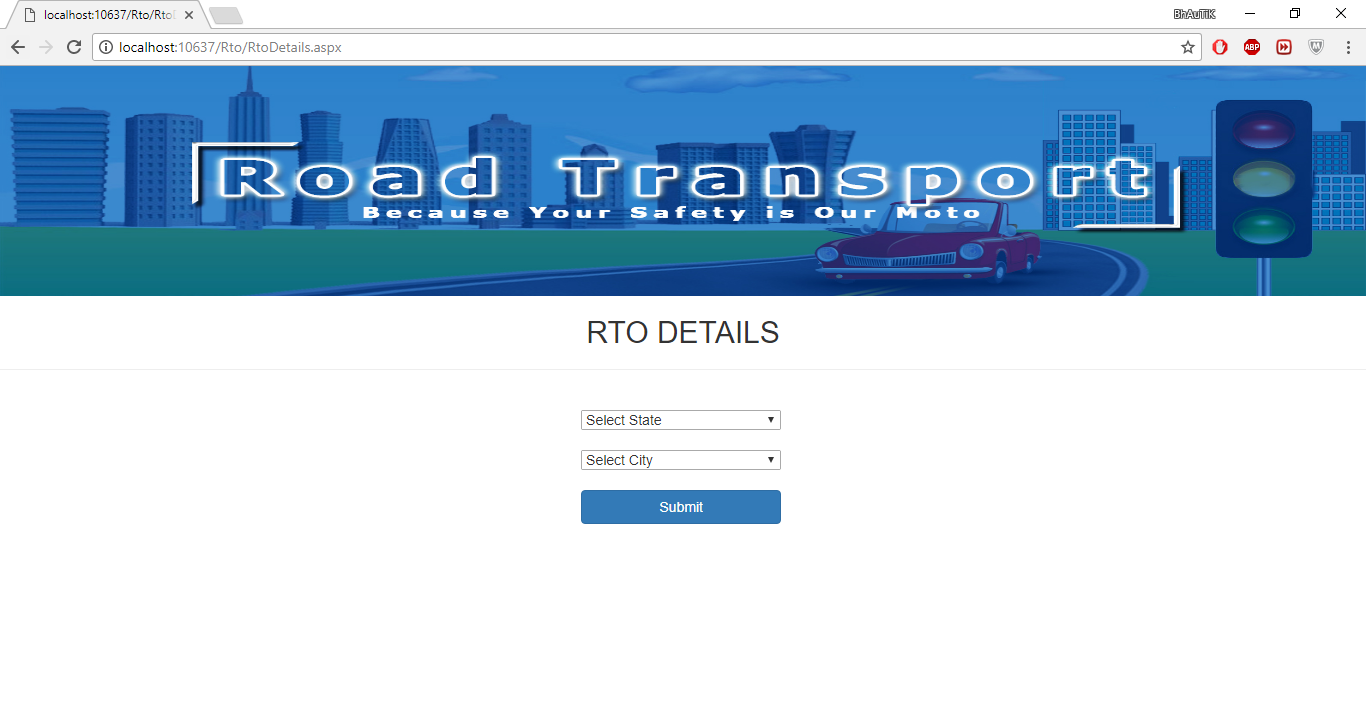 localhost:10637/Rto/Rto
BhAuTiK
localhost:10637/Rto/RtoDetails.aspx
ABP
Road Transport
Because Your Safety is Our Moto
RTO DETAILS
Select State
Select City
Submit